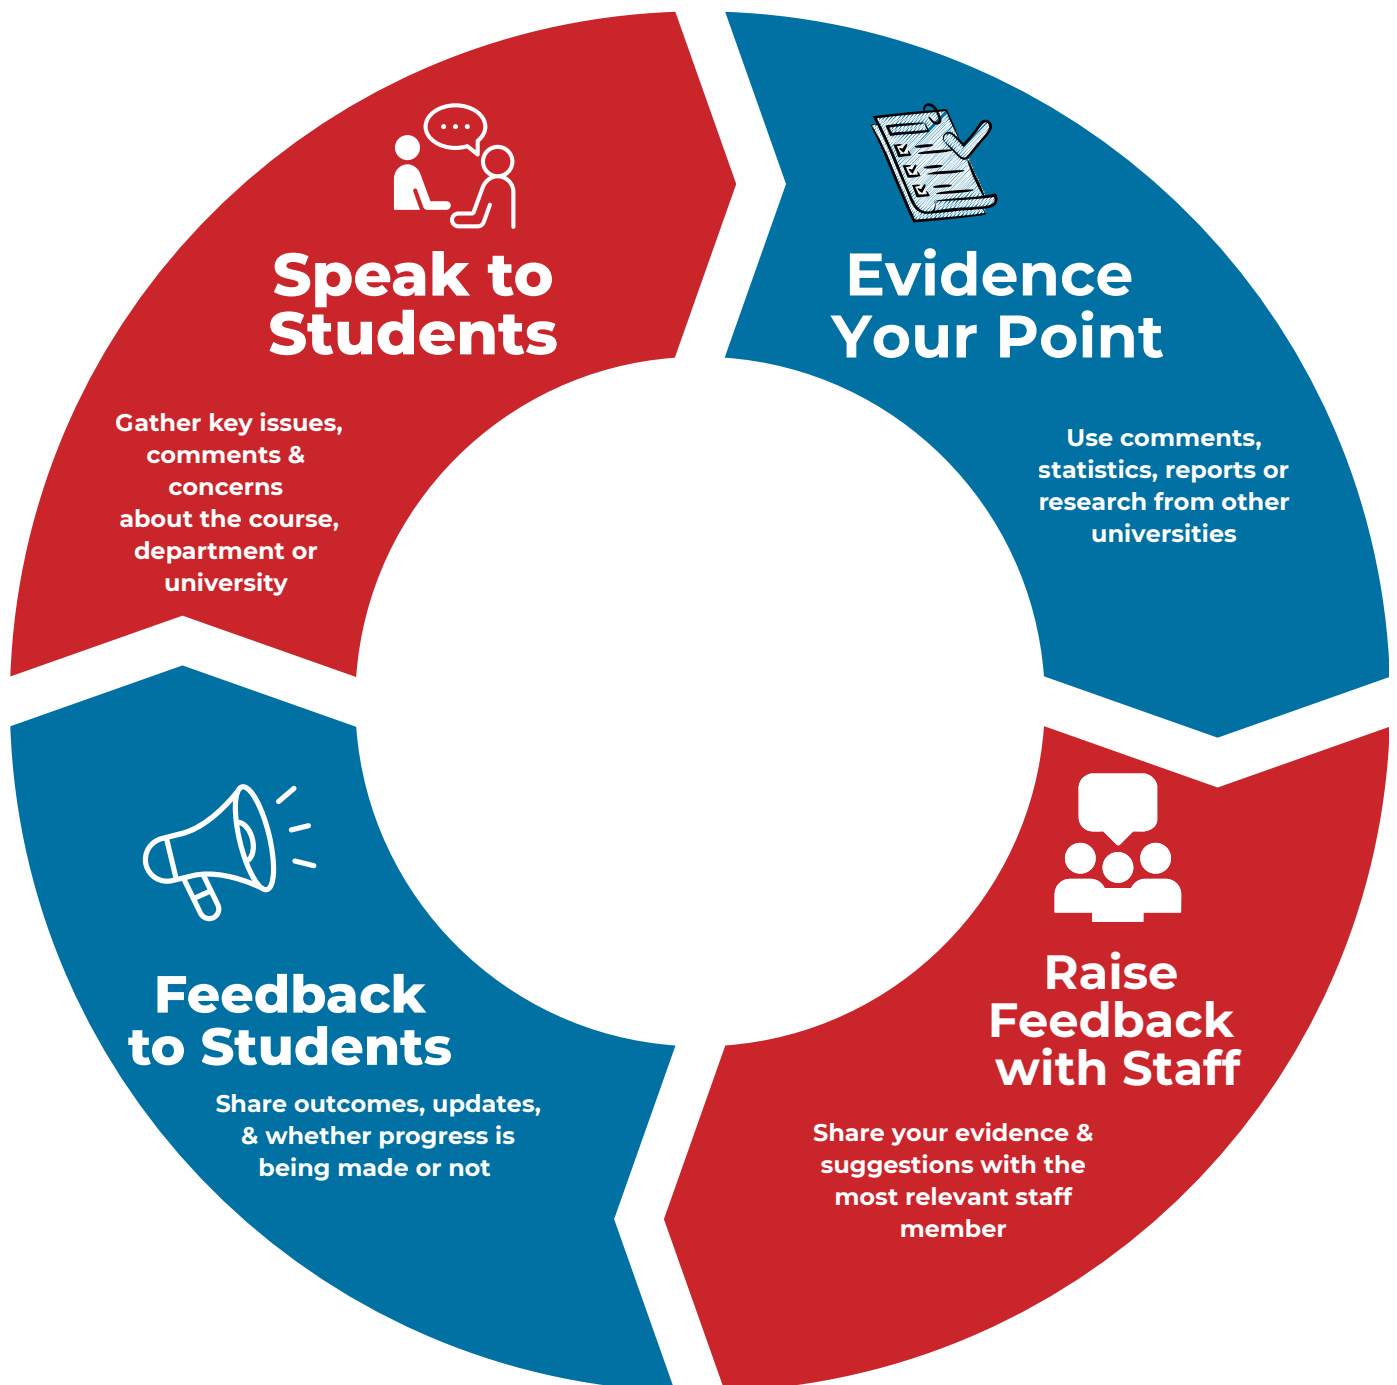 Speak to
Students
Gather key issues,
comments &
concerns
about the course,
department or
university
Evidence
Your Point
Use comments,
statistics, reports or
research from other
universities
Raise
Feedback
with Staff
Share your evidence &
suggestions with the
most relevant staff
member
Feedback
to Students
Share outcomes, updates,
& whether progress is
being made or not